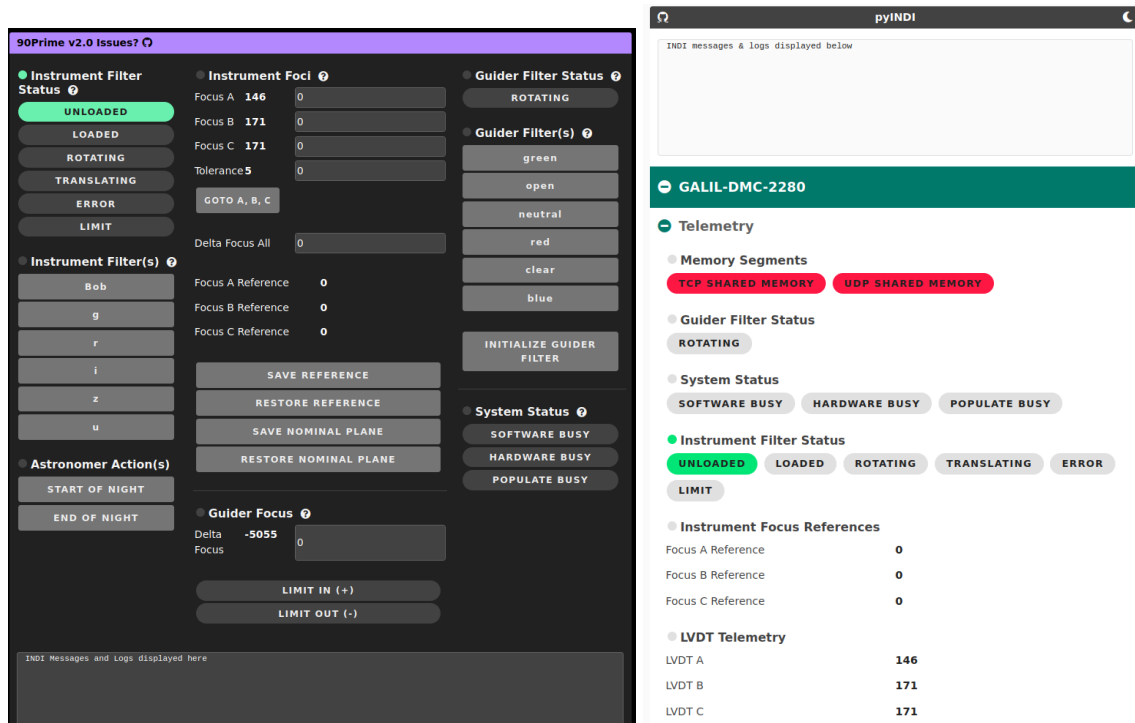 90Prime v2.0 Issues?
Instrument Filter
Status ?
UNLOADED
LOADED
ROTATING
TRANSLATING
ERROR
LIMIT
Instrument Filter(s) ?
Bob
g
r
i
z
u
Astronomer Action(s)
START OF NIGHT
END OF NIGHT
Instrument Foci ?
Focus A 146 0
Focus B 171 0
Focus C 171 0
Tolerance 5 0
GOTO A, B, C
Delta Focus All 0
Focus A Reference 0
Focus B Reference 0
Focus C Reference 0
SAVE REFERENCE
RESTORE REFERENCE
SAVE NOMINAL PLANE
RESTORE NOMINAL PLANE
Guider Focus ?
Delta -5055
Focus 0
LIMIT IN (+)
LIMIT OUT (-)
Guider Filter Status ?
ROTATING
Guider Filter(s) ?
green
open
neutral
red
clear
blue
INITIALIZE GUIDER
FILTER
System Status ?
SOFTWARE BUSY
HARDWARE BUSY
POPULATE BUSY
INDI Messages and Logs displayed here
Ω pyINDI
INDI messages & logs displayed below
GALIL-DMC-2280
Telemetry
Memory Segments
TCP SHARED MEMORY UDP SHARED MEMORY
Guider Filter Status
ROTATING
System Status
SOFTWARE BUSY HARDWARE BUSY POPULATE BUSY
Instrument Filter Status
UNLOADED LOADED ROTATING TRANSLATING ERROR
LIMIT
Instrument Focus References
Focus A Reference 0
Focus B Reference 0
Focus C Reference 0
LVDT Telemetry
LVDT A 146
LVDT B 171
LVDT C 171